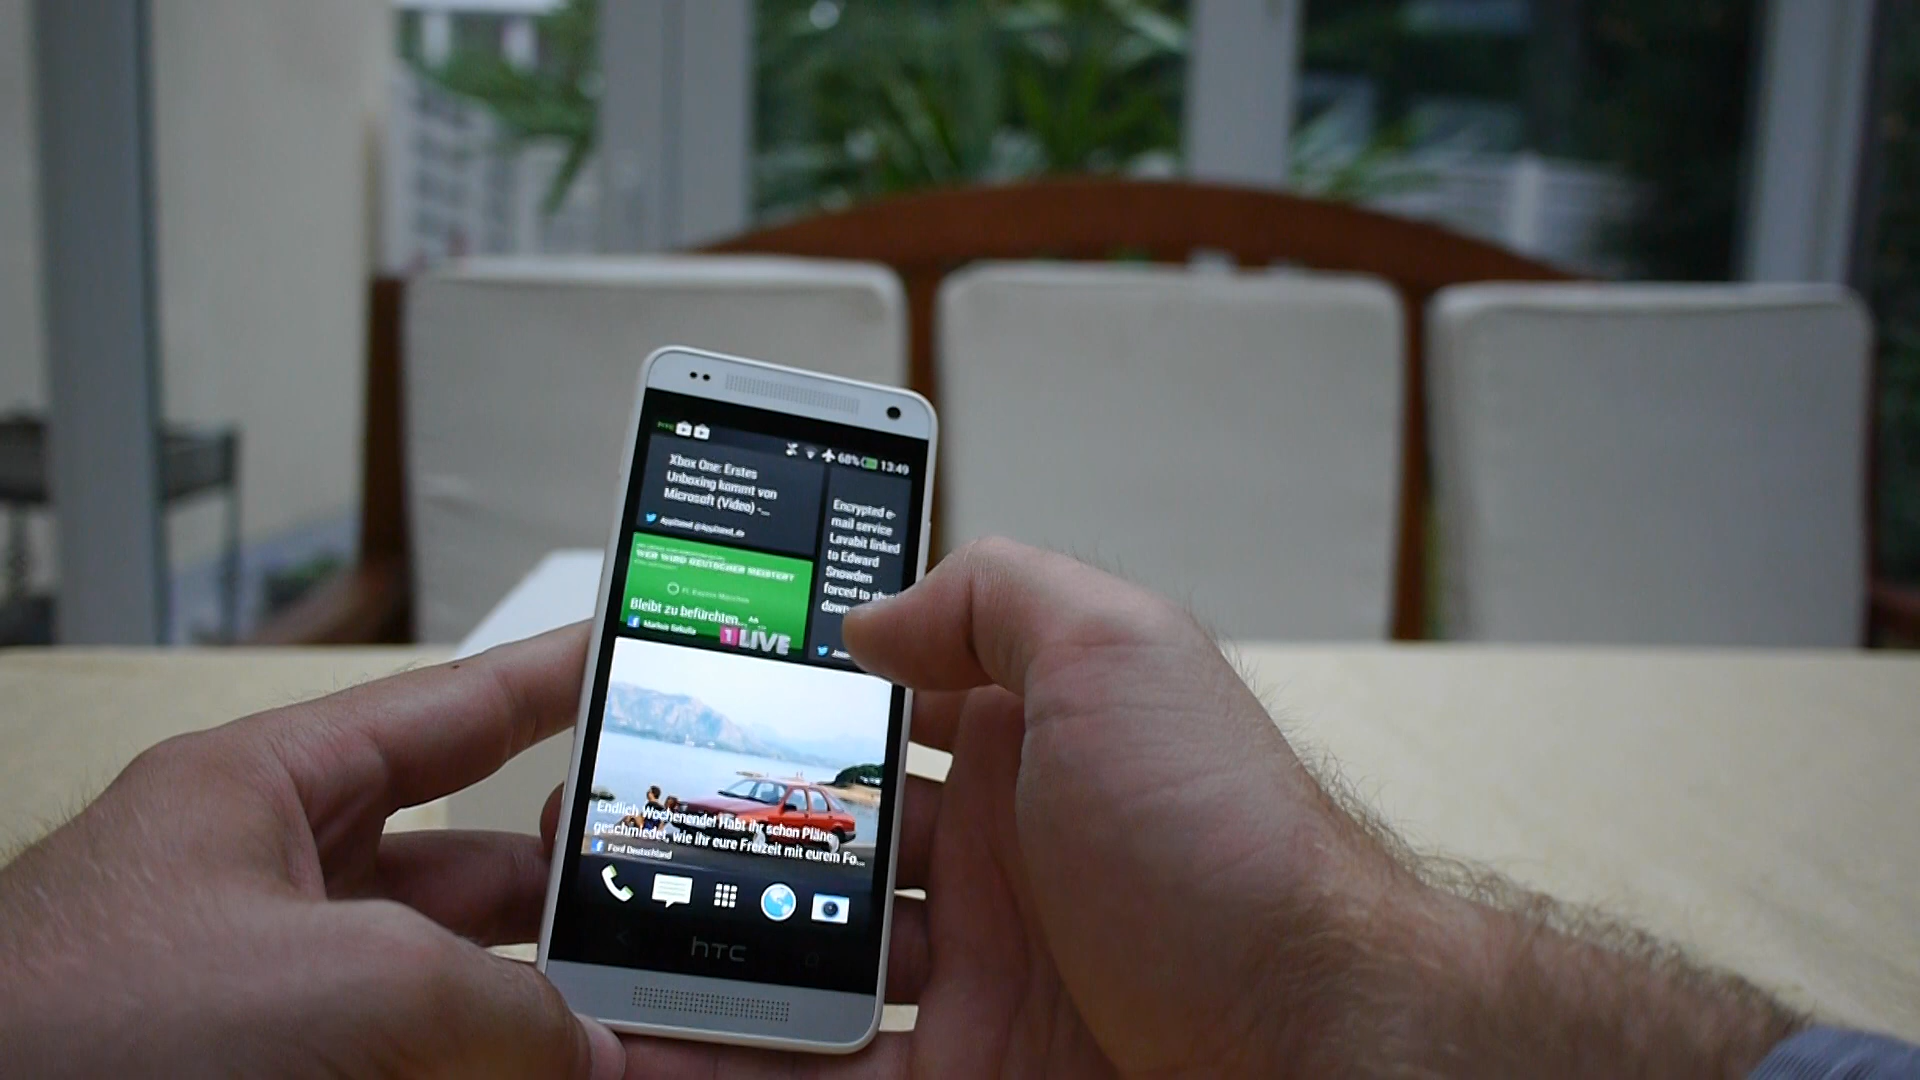 hTC
68% 13:49
Xbox One: Erstes
Unboxing kommt von
Microsoft (Video) -...
Encrypted e-
mail service
Lavabit linked
to Edward
Snowden
forced to
down
WER WIRD DEUTSCHER MEISTER?
Bleibt zu befürchten...
1LIVE
Endlich Wochenende! Habt ihr schon Pläne
geschmiedet, wie ihr eure Freizeit mit eurem Fo...
Ford Deutschland
hTC